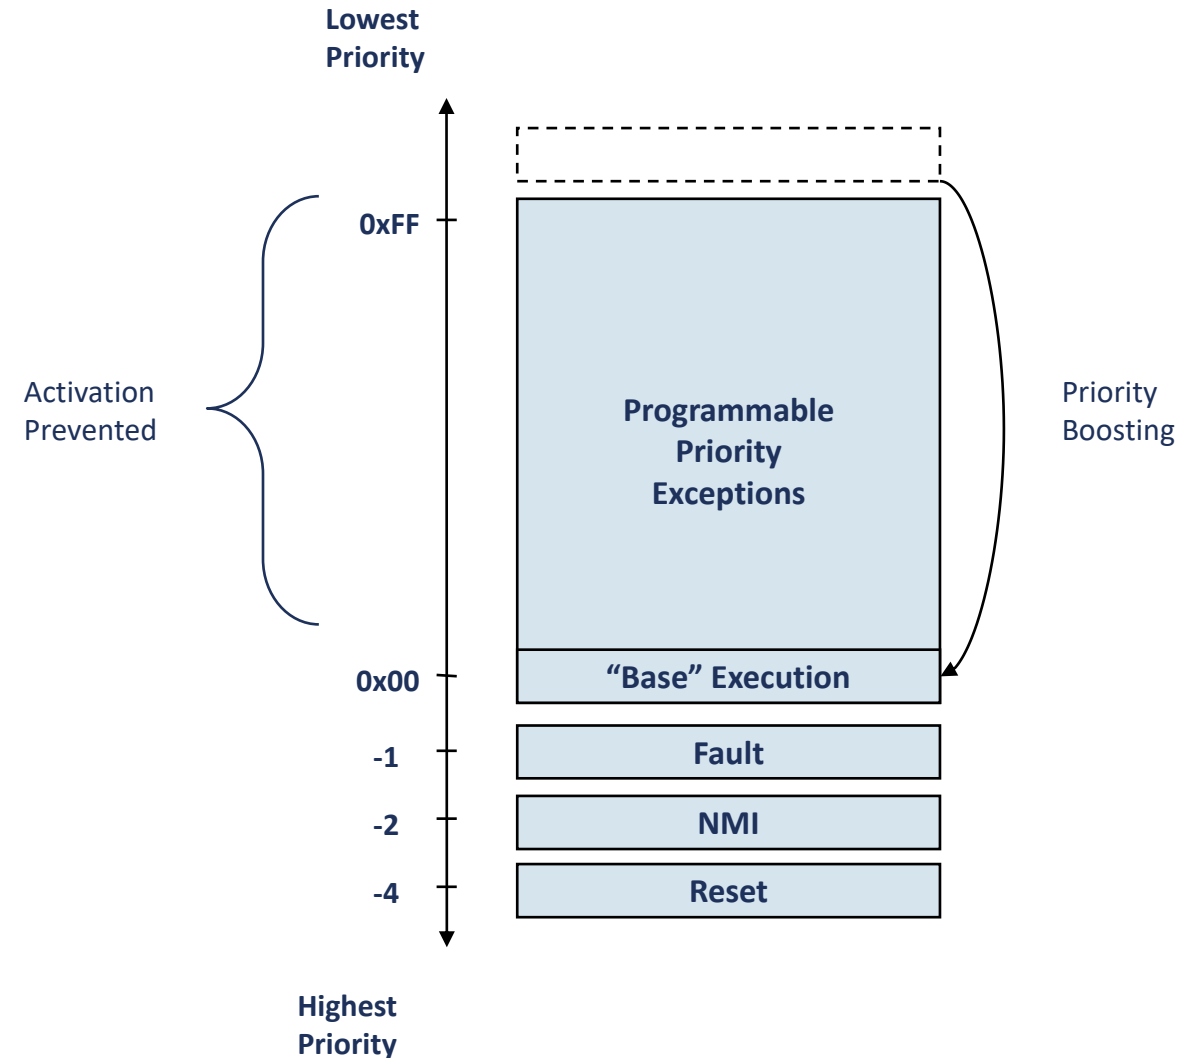 Lowest
Priority
0xFF
Activation
Prevented
Programmable
Priority
Exceptions
Priority
Boosting
0x00
“Base” Execution
-1
Fault
-2
NMI
-4
Reset
Highest
Priority